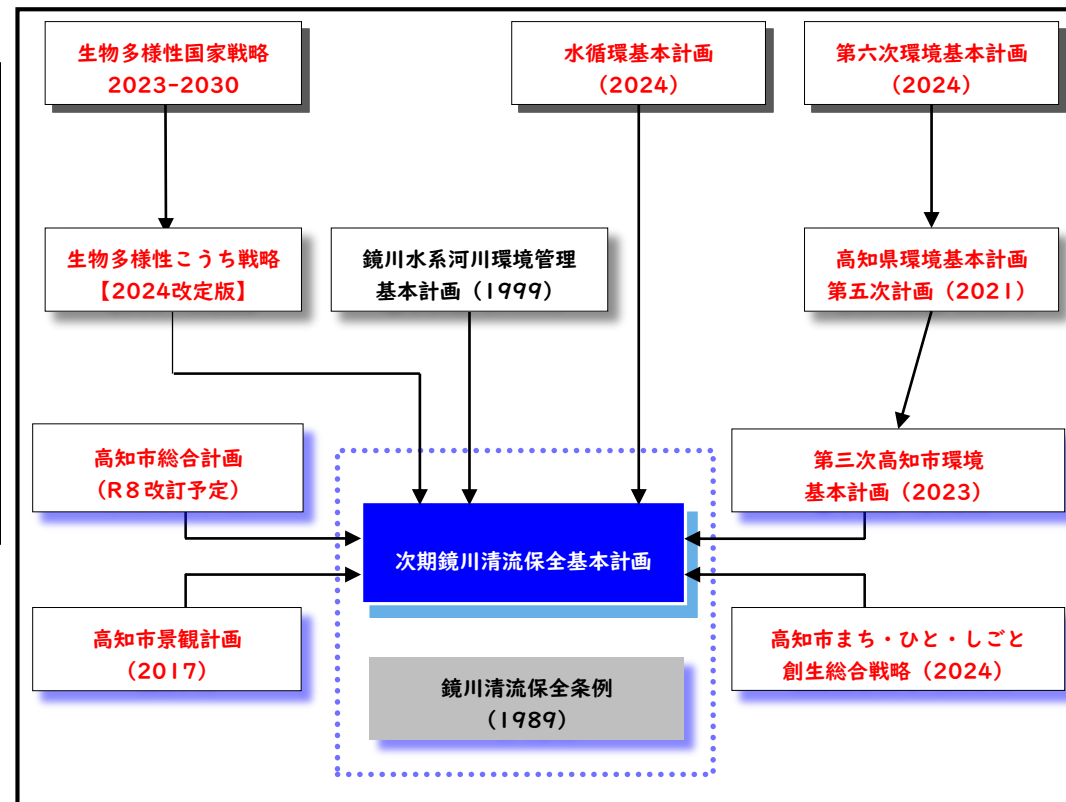 生物多様性国家戦略
2023-2030
水循環基本計画
(2024)
第六次環境基本計画
(2024)
生物多様性こうち戦略
【2024改定版】
鏡川水系河川環境管理
基本計画(1999)
高知県環境基本計画
第五次計画(2021)
高知市総合計画
(R8改訂予定)
第三次高知市環境
基本計画(2023)
次期鏡川清流保全基本計画
高知市景観計画
(2017)
高知市まち・ひと・しごと
創生総合戦略(2024)
鏡川清流保全条例
(1989)